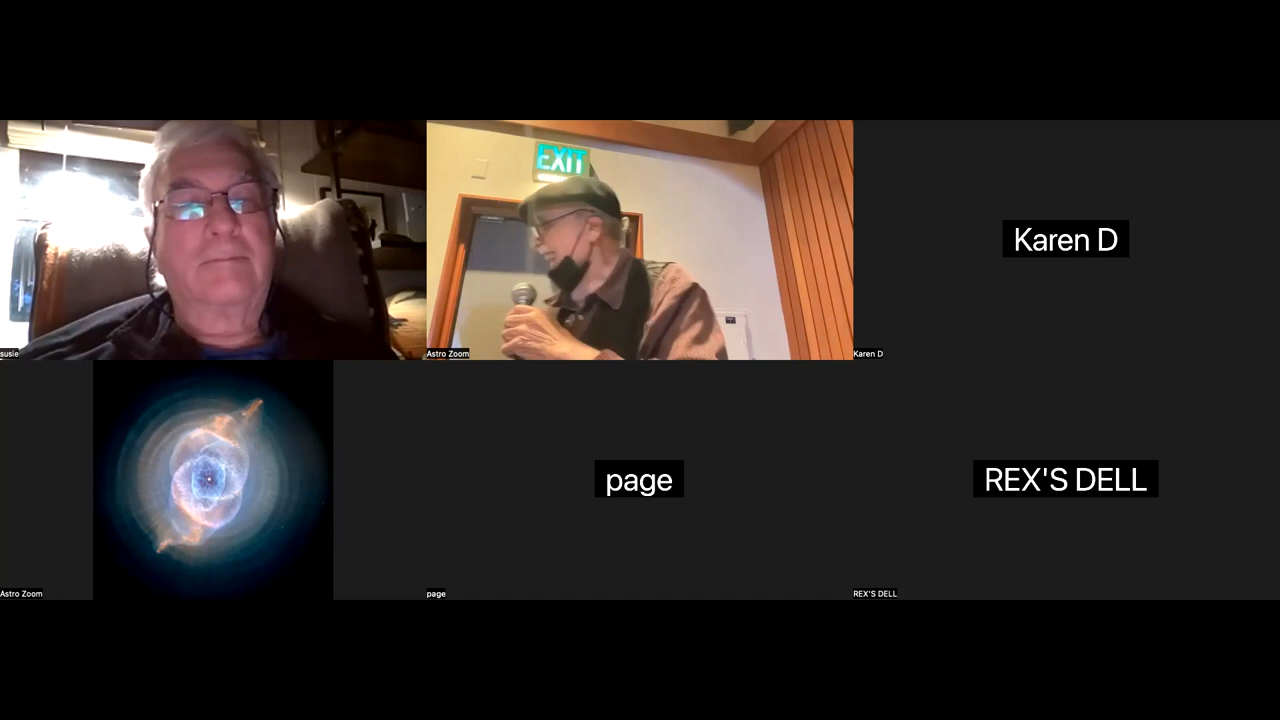 EXIT
Karen D
susie
Astro Zoom
Karen D
page
REX'S DELL
Astro Zoom
page
REX'S DELL